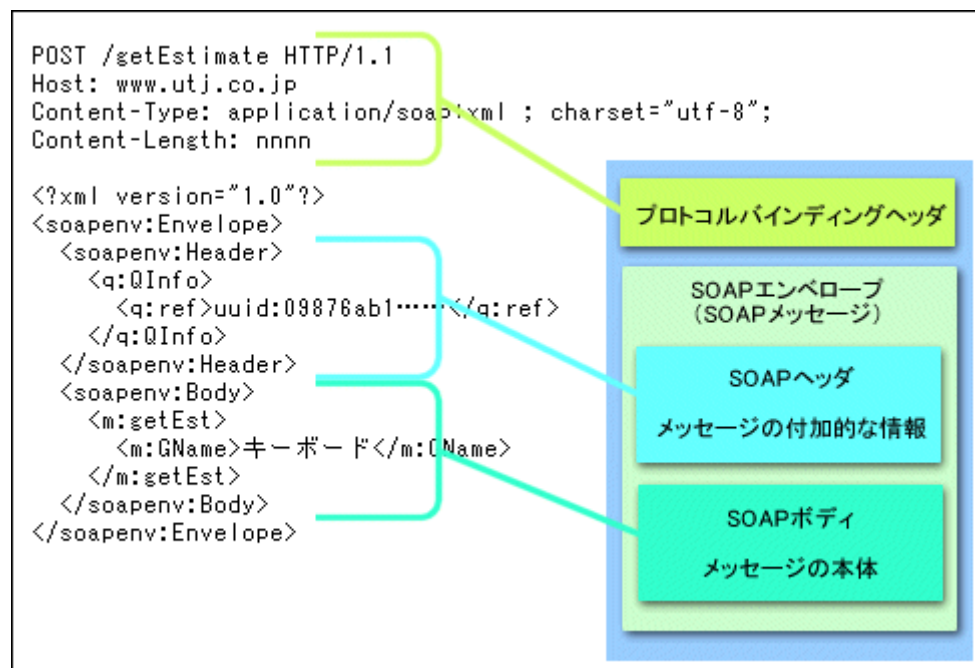 POST /getEstimate HTTP/1.1
Host: www.utj.co.jp
Content-Type: application/soap+xml ; charset="utf-8";
Content-Length: nnnn
<?xml version="1.0"?>
<soapenv:Envelope>
<soapenv:Header>
<q:QInfo>
<q:ref>uuid:09876ab1……</q:ref>
</q:QInfo>
</soapenv:Header>
<soapenv:Body>
<m:getEst>
<m:GName>キーボード</m:GName>
</m:getEst>
</soapenv:Body>
</soapenv:Envelope>
プロトコルバインディングヘッダ
SOAPエンベロープ
(SOAPメッセージ)
SOAPヘッダ
メッセージの付加的な情報
SOAPボディ
メッセージの本体